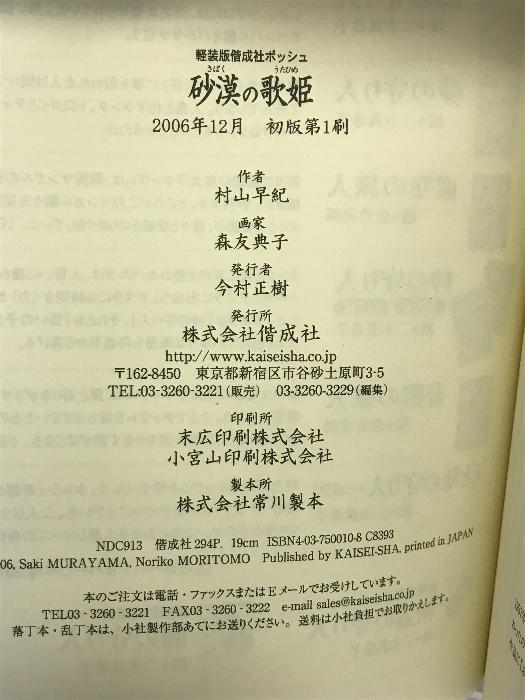 軽装版偕成社ポッシュ
さばく うたひめ
砂漠の歌姫
2006年12月 初版第1刷
作者
村山早紀
画家
森友典子
発行者
今村正樹
発行所
株式会社偕成社
http://www.kaiseisha.co.jp
〒162-8450 東京都新宿区市谷砂土原町3-5
TEL:03-3260-3221(販売) 03-3260-3229(編集)
印刷所
末広印刷株式会社
小宮山印刷株式会社
製本所
株式会社常川製本
NDC913 偕成社 294P. 19cm ISBN4-03-750010-8 C8393
06, Saki MURAYAMA, Noriko MORITOMO Published by KAISEI-SHA, printed in JAPAN
本のご注文は電話・ファックスまたはEメールでお受けしています。
TEL03-3260-3221 FAX03-3260-3222 e-mail sales@kaiseisha.co.jp
落丁本・乱丁本は、小社製作部あてにお送りください。送料は小社負担でお取りかえします。